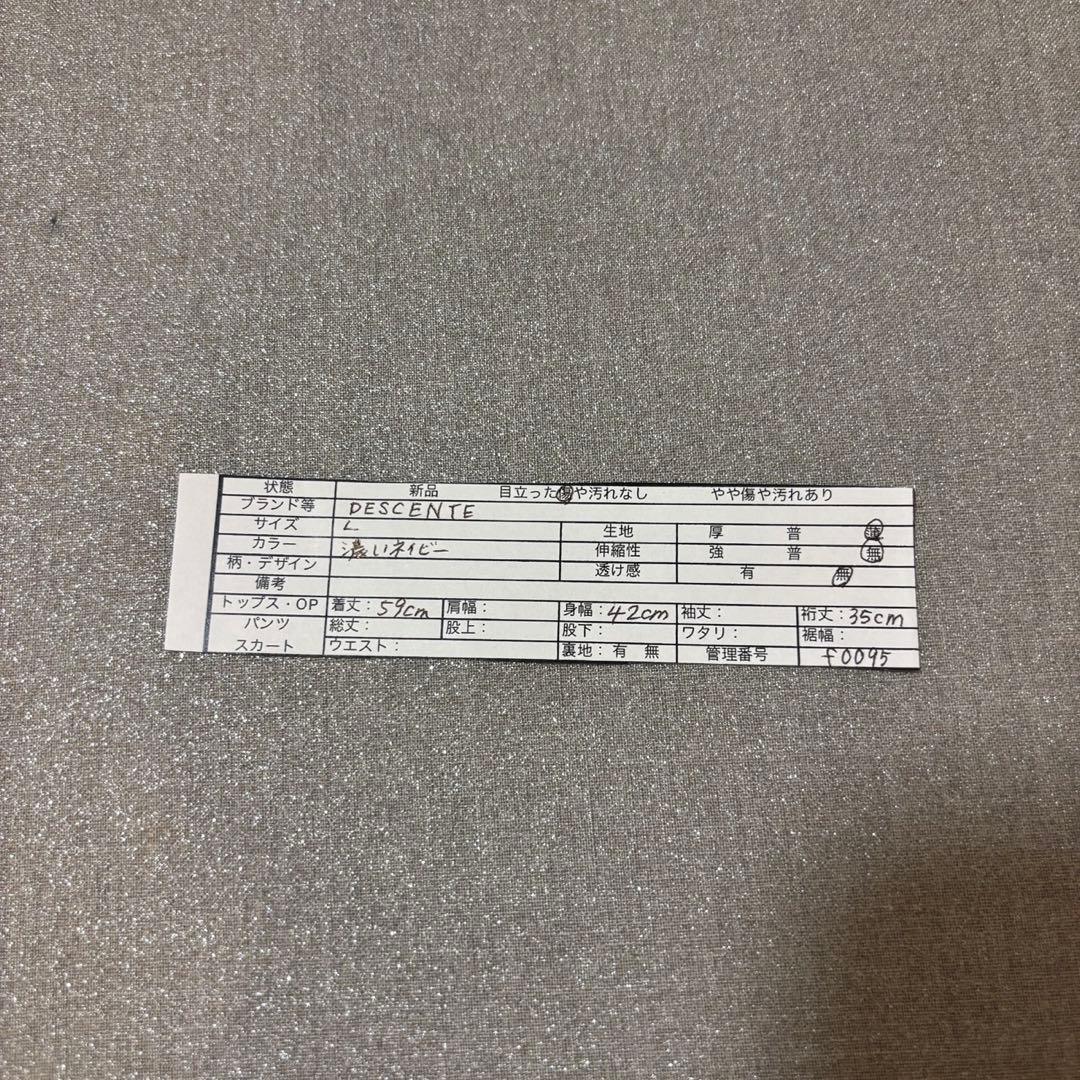 状態 新品 目立った傷や汚れなし やや傷や汚れあり
ブランド等 DESCENTE
サイズ L 生地 厚 普 薄
カラー 濃いネイビー 伸縮性 強 普 無
柄・デザイン 透け感 有 無
備考
トップス・OP 着丈：59cm 肩幅： 身幅：42cm 袖丈： 裄丈：35cm
パンツ 総丈： 股上： 股下： ワタリ： 裾幅：
スカート ウエスト： 裏地：有 無 管理番号 f0095